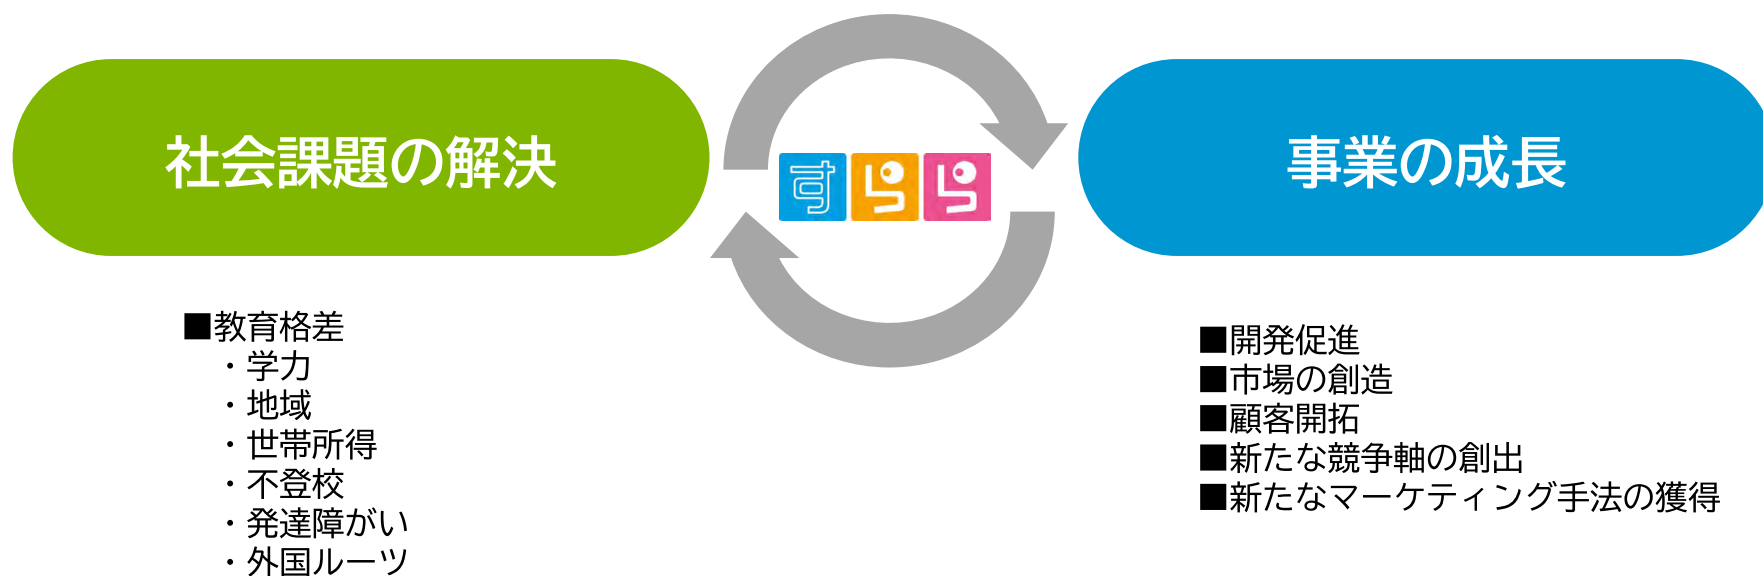 社会課題の解決
すらら
事業の成長
■教育格差
・学力
・地域
・世帯所得
・不登校
・発達障がい
・外国ルーツ
■開発促進
■市場の創造
■顧客開拓
■新たな競争軸の創出
■新たなマーケティング手法の獲得